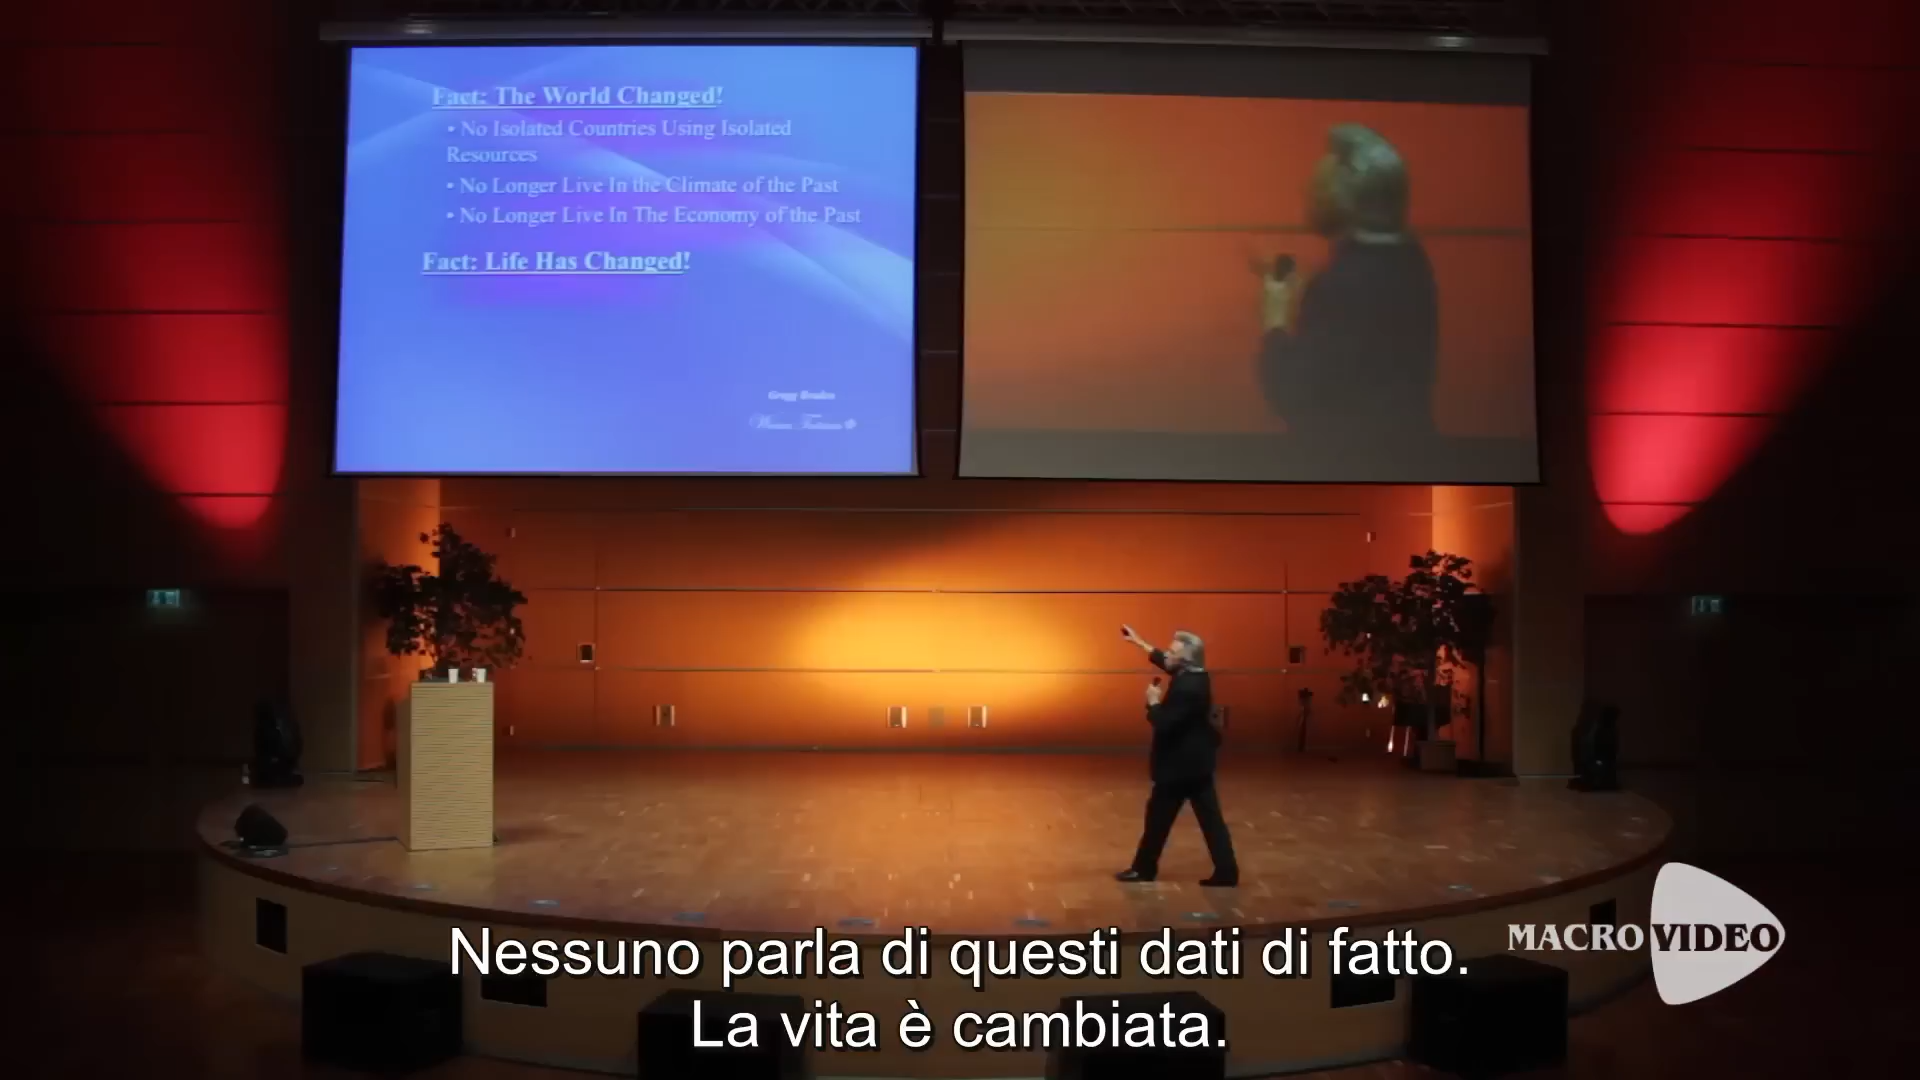 Fact: The World Changed!
• No Isolated Countries Using Isolated
Resources
• No Longer Live In the Climate of the Past
• No Longer Live In The Economy of the Past
Fact: Life Has Changed!
Gregg Braden
MACRO VIDEO
Nessuno parla di questi dati di fatto.
La vita è cambiata.